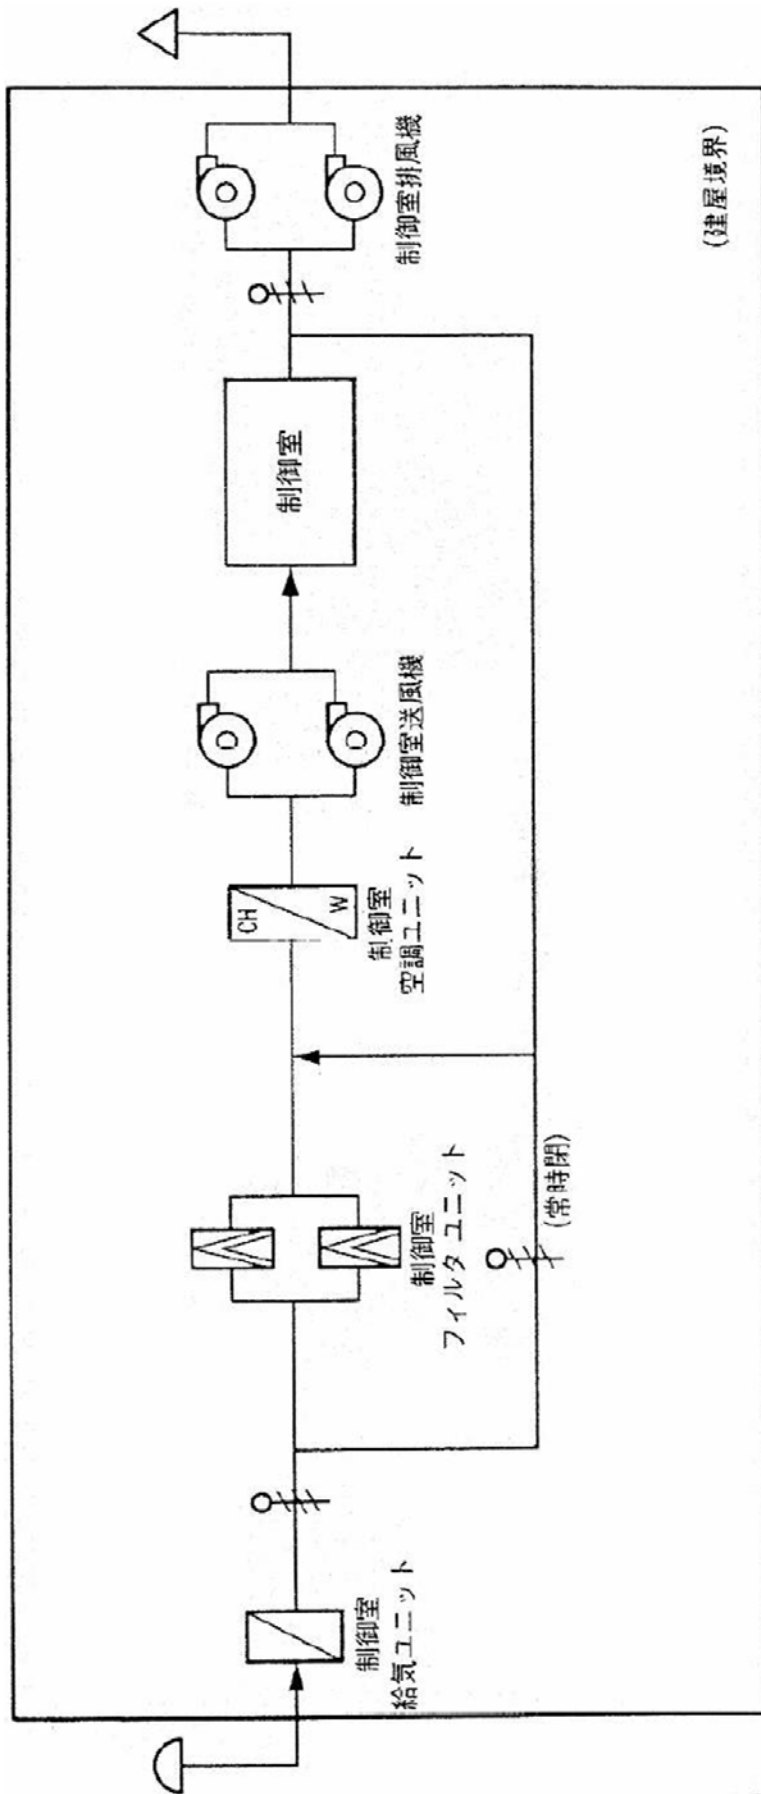 制御室
給気ユニット
制御室
フィルタ ユニット
(常時閉)
CH
W
制御室
空調ユニット
制御室送風機
制御室
制御室排風機
(建屋境界)